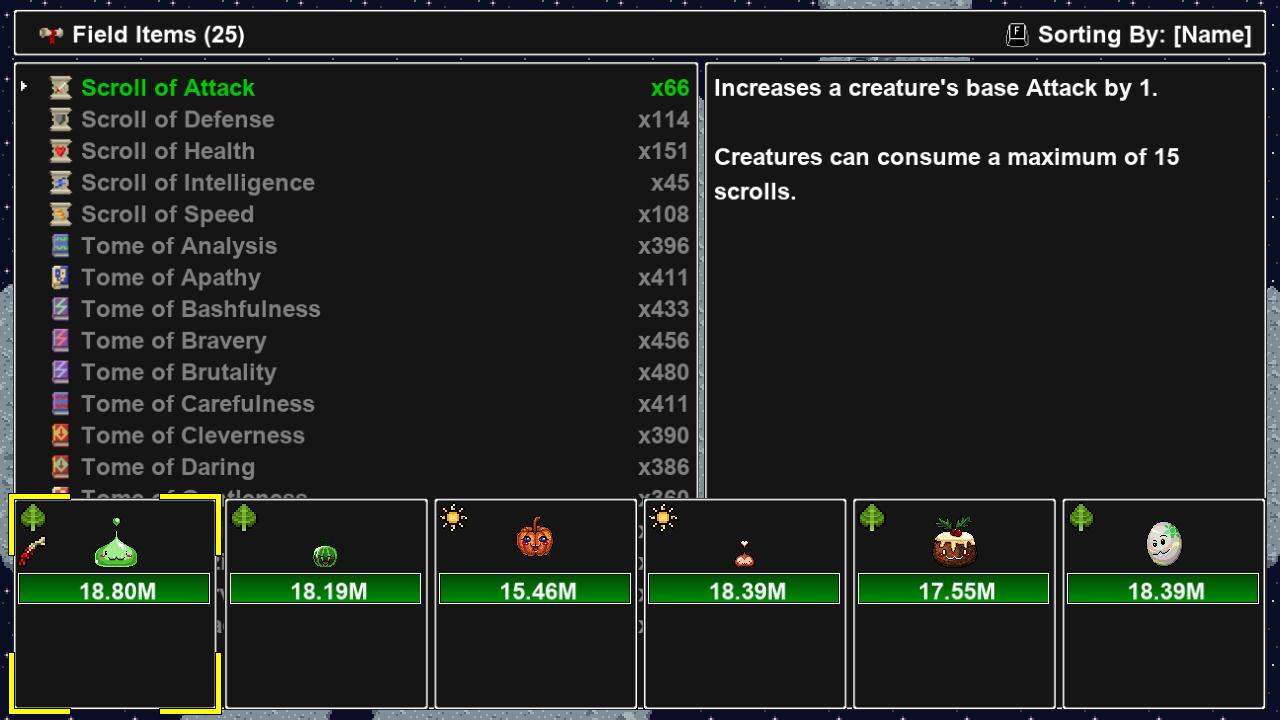 Field Items (25)
F Sorting By: [Name]
Scroll of Attack x66
Scroll of Defense x114
Scroll of Health x151
Scroll of Intelligence x45
Scroll of Speed x108
Tome of Analysis x396
Tome of Apathy x411
Tome of Bashfulness x433
Tome of Bravery x456
Tome of Brutality x480
Tome of Carefulness x411
Tome of Cleverness x390
Tome of Daring x386
Tome of Gentleness x360
Increases a creature's base Attack by 1.
Creatures can consume a maximum of 15
scrolls.
18.80M
18.19M
15.46M
18.39M
17.55M
18.39M